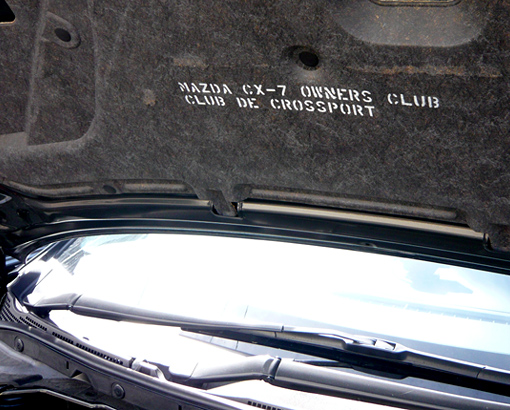 MAZDA CX-7 OWNERS CLUB
CLUB DE CROSSPORT